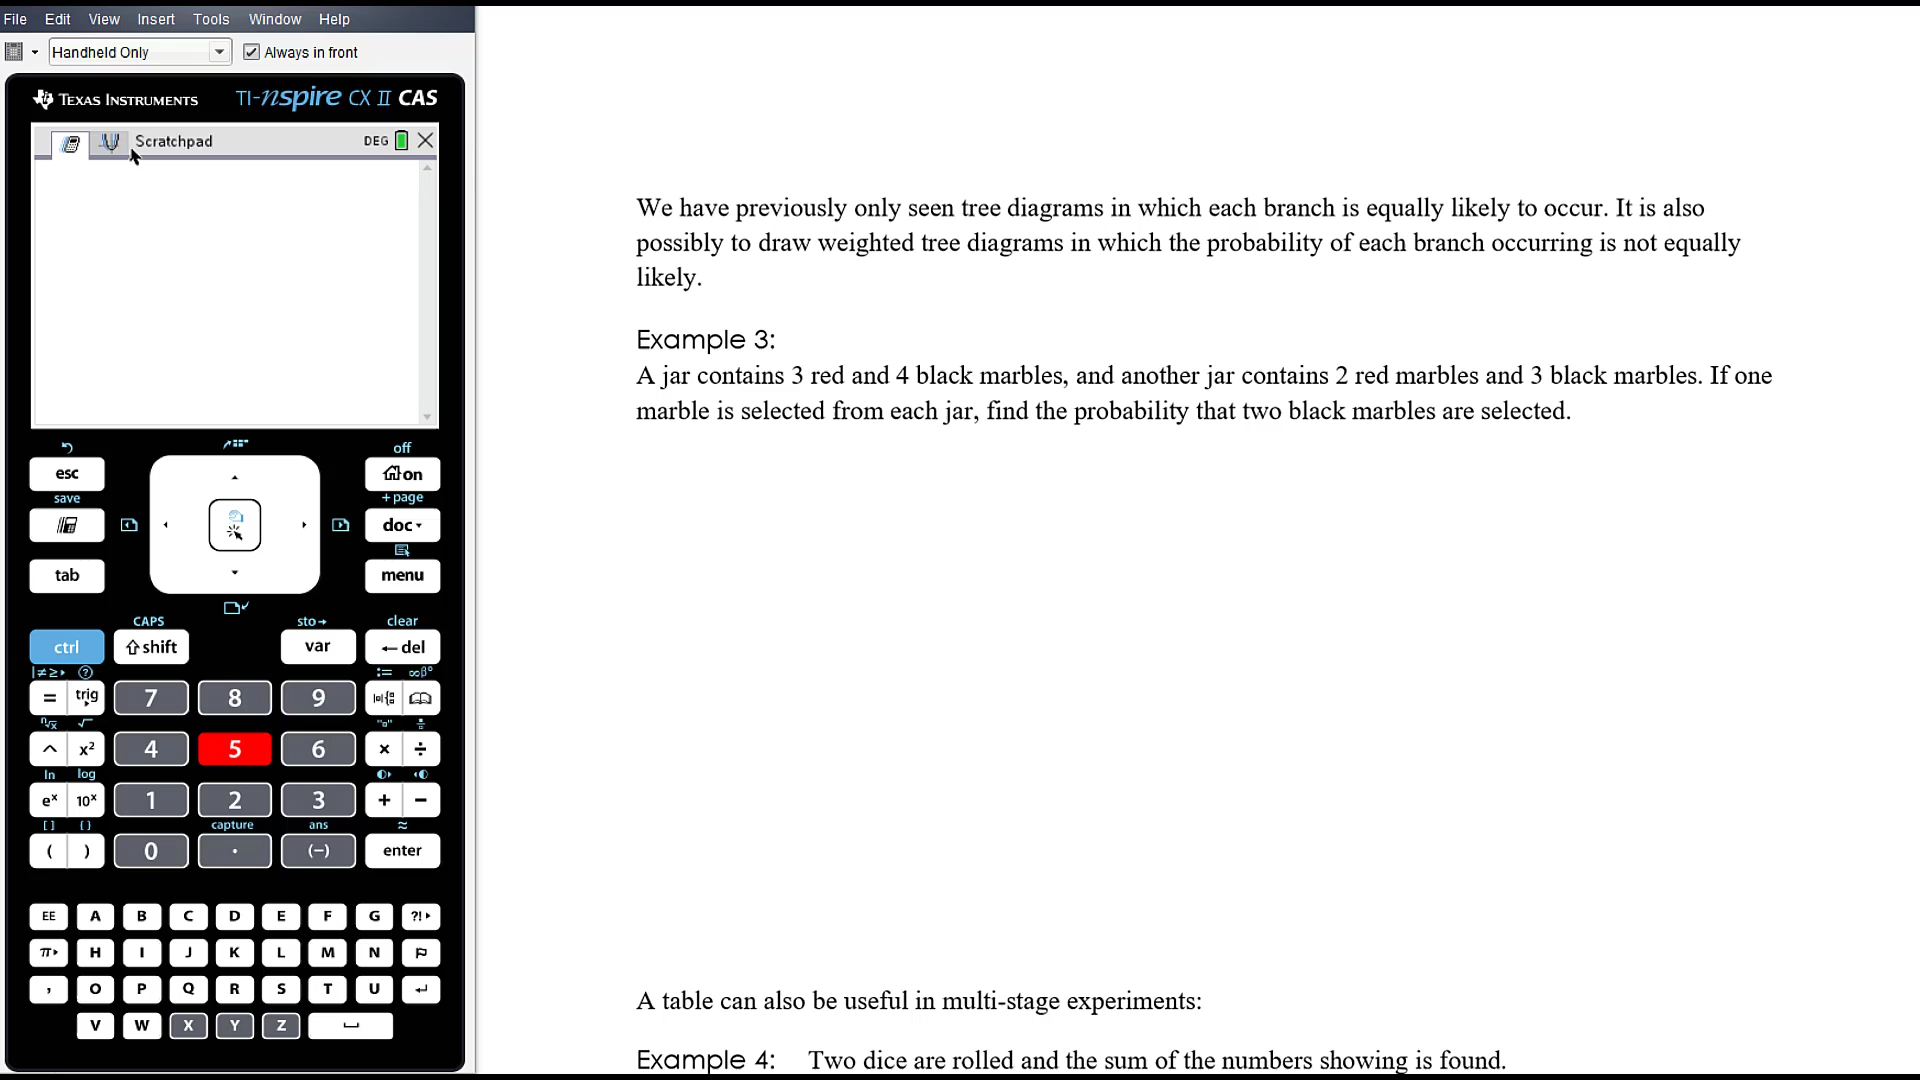 File Edit View Insert Tools Window Help
Handheld Only Always in front
TEXAS INSTRUMENTS TI-nspire CX II CAS
Scratchpad DEG
off
esc on
save + page
doc
tab menu
CAPS sto→ clear
ctrl shift var ←del
|≠≥▸ ? := ∞β°
= trig 7 8 9
^ x² 4 5 6 × ÷
ln log
eˣ 10ˣ 1 2 3 + −
[ ] { } capture ans ≈
( ) 0 . (−) enter
EE A B C D E F G ?!▸
π▸ H I J K L M N
, O P Q R S T U ↵
V W X Y Z
We have previously only seen tree diagrams in which each branch is equally likely to occur. It is also
possibly to draw weighted tree diagrams in which the probability of each branch occurring is not equally
likely.
Example 3:
A jar contains 3 red and 4 black marbles, and another jar contains 2 red marbles and 3 black marbles. If one
marble is selected from each jar, find the probability that two black marbles are selected.
A table can also be useful in multi-stage experiments:
Example 4: Two dice are rolled and the sum of the numbers showing is found.